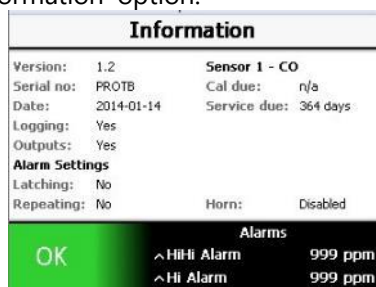 ormation option.
Information
Version: 1.2 Sensor 1 - CO
Serial no: PROTB Cal due: n/a
Date: 2014-01-14 Service due: 364 days
Logging: Yes
Outputs: Yes
Alarm Settings
Latching: No
Repeating: No Horn: Disabled
Alarms
OK ^HiHi Alarm 999 ppm
^Hi Alarm 999 ppm